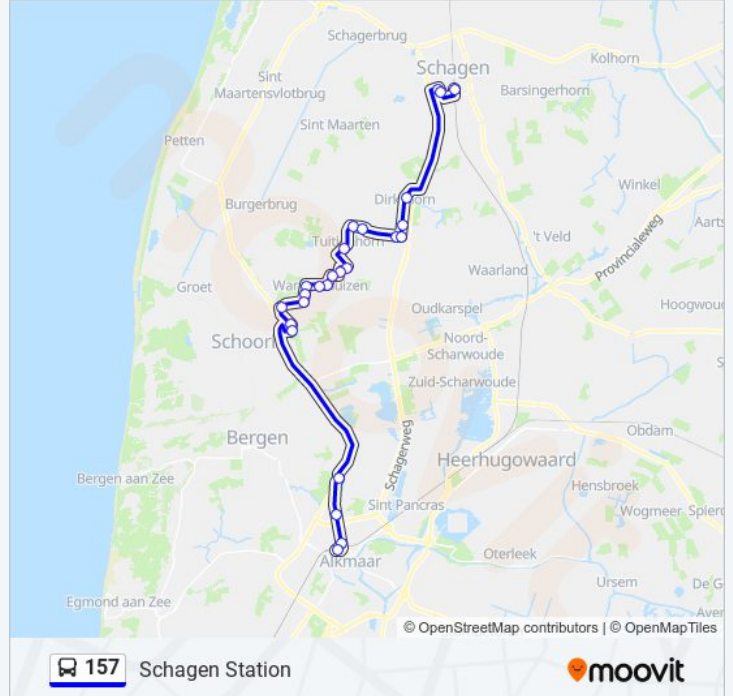 Schagerbrug
Schagen
Kolhorn
Sint
Maartensvlotbrug
Barsingerhorn
Sint Maarten
Petten
Winkel
Dirkshorn
Burgerbrug
Aarts
Tuitjenhorn
't Veld
Provincialeweg
Waarland
Groet
Warmenhuizen
Hoogwou
Oudkarspel
Schoorl
Noord-
Scharwoude
Zuid-Scharwoude
Bergen
Obdam
Schagerweg
Heerhugowaard
Bergen aan Zee
Hensbroek
Sint Pancras
Wogmeer
Spierd
Oterleek
Alkmaar
Ursem
De G
Egmond aan Zee
Aven
© OpenStreetMap contributors | © OpenMapTiles
157 Schagen Station
moovit